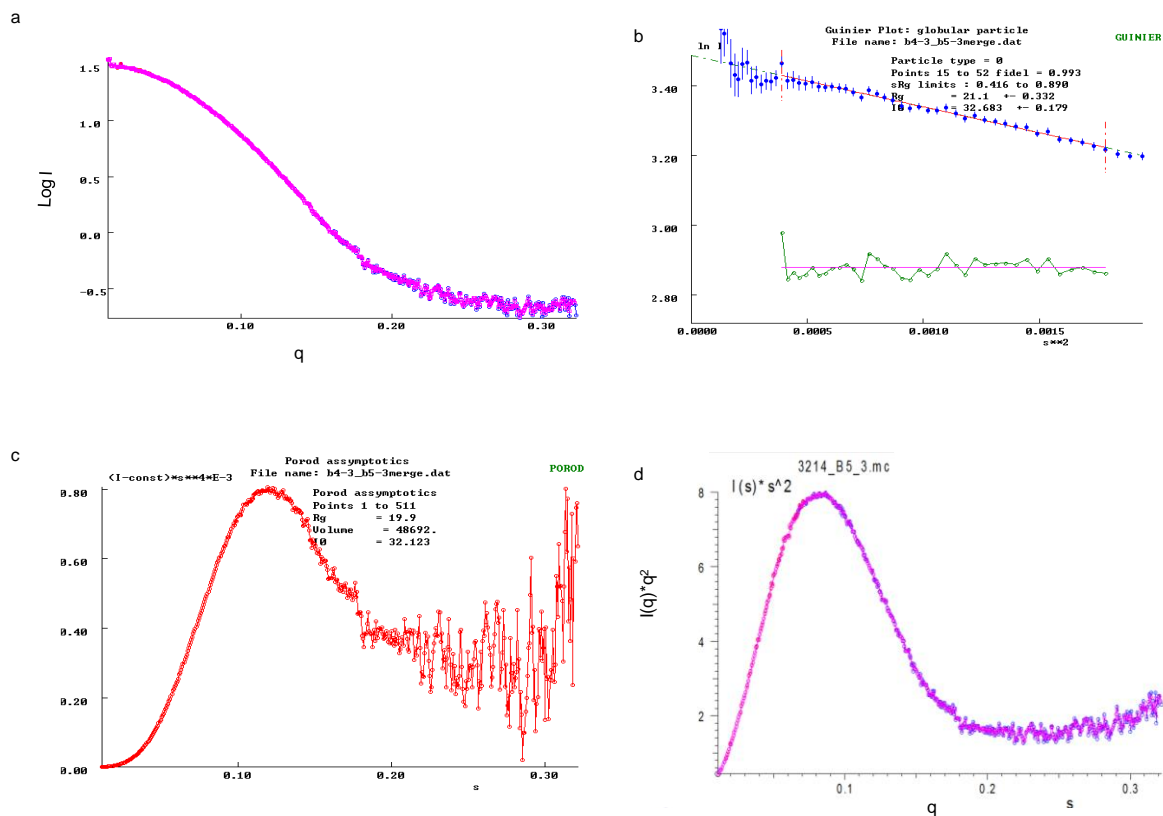 a
Log I
1.5
1.0
0.5
0.0
-0.5
0.10
0.20
0.30
q
b
ln I
Guinier Plot: globular particle
File name: b4-3_b5-3merge.dat
GUINIER
Particle type = 0
Points 15 to 52 fidel = 0.993
sRg limits : 0.416 to 0.890
Rg = 21.1 +- 0.332
I0 = 32.683 +- 0.179
3.40
3.20
3.00
2.80
0.0000
0.0005
0.0010
0.0015
s**2
c
(I-const)*s**4*E-3
Porod assymptotics
File name: b4-3_b5-3merge.dat
POROD
Porod assymptotics
Points 1 to 511
Rg = 19.9
Volume = 48692.
I0 = 32.123
0.80
0.60
0.40
0.20
0.00
0.10
0.20
0.30
s
d
3214_B5_3.mc
I(s)*s^2
I(q)*q²
8
6
4
2
0.1
0.2
0.3
q
s